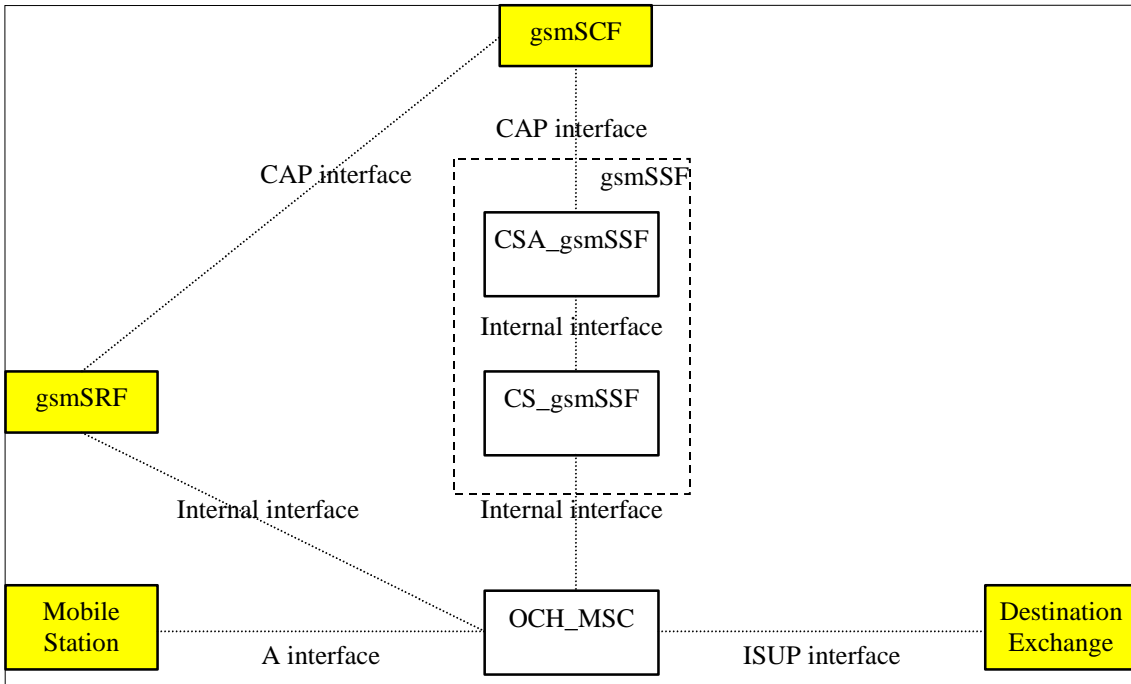 gsmSCF
CAP interface
CAP interface
gsmSSF
CSA_gsmSSF
Internal interface
gsmSRF
CS_gsmSSF
Internal interface
Internal interface
Mobile
Station
OCH_MSC
Destination
Exchange
A interface
ISUP interface